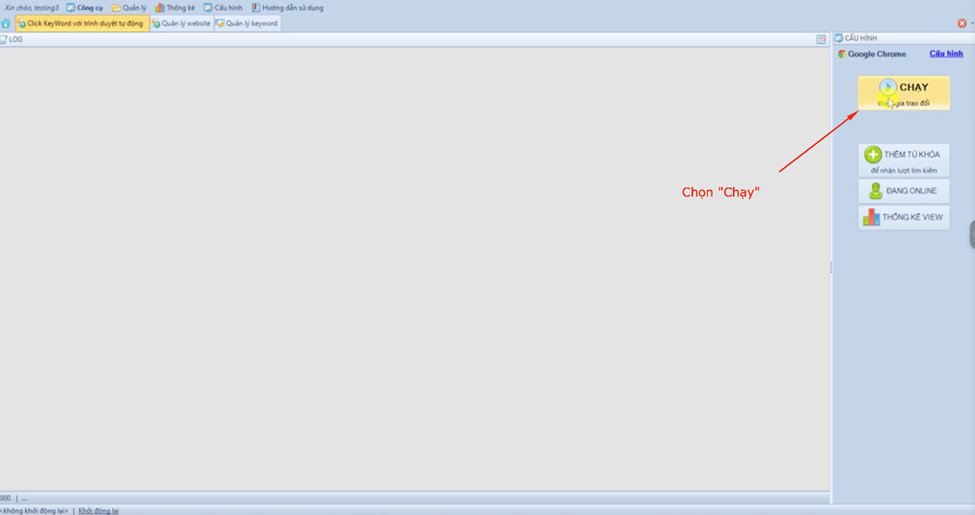 Xin chào, testing3 Công cụ Quản lý Thống kê Cấu hình Hướng dẫn sử dụng
Click KeyWord với trình duyệt tự động Quản lý website Quản lý keyword
LOG
CẤU HÌNH
Google Chrome Cấu hình
CHẠY
gia trao đổi
Chọn "Chạy"
THÊM TỪ KHÓA
để nhận lượt tìm kiếm
ĐANG ONLINE
THỐNG KÊ VIEW
000 | ...
<không khởi động lại> | Khởi động lại